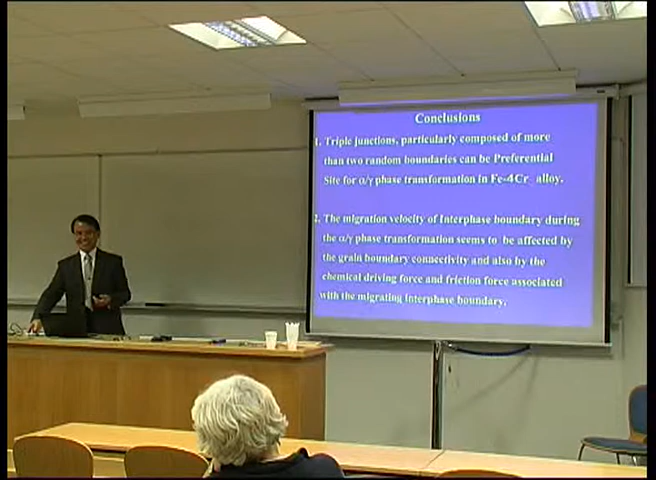 Conclusions
1. Triple junctions, particularly composed of more
than two random boundaries can be Preferential
Site for α/γ phase transformation in Fe-4Cr alloy.
2. The migration velocity of Interphase boundary during
the α/γ phase transformation seems to be affected by
the grain boundary connectivity and also by the
chemical driving force and friction force associated
with the migrating interphase boundary.